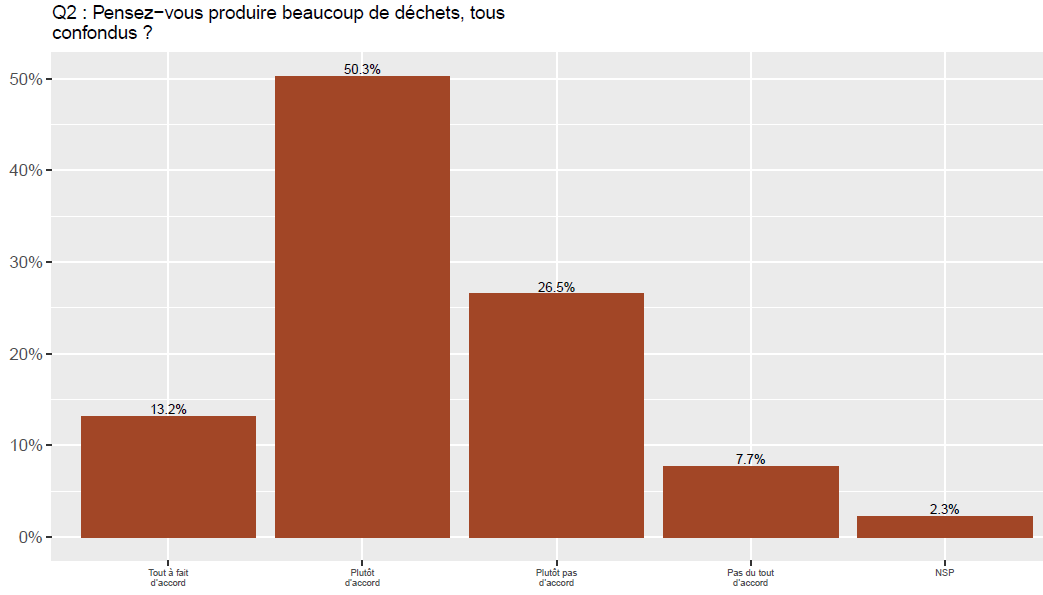 Q2 : Pensez−vous produire beaucoup de déchets, tous
confondus ?
50%
40%
30%
20%
10%
0%
13.2%
50.3%
26.5%
7.7%
2.3%
Tout à fait
d'accord
Plutôt
d'accord
Plutôt pas
d'accord
Pas du tout
d'accord
NSP